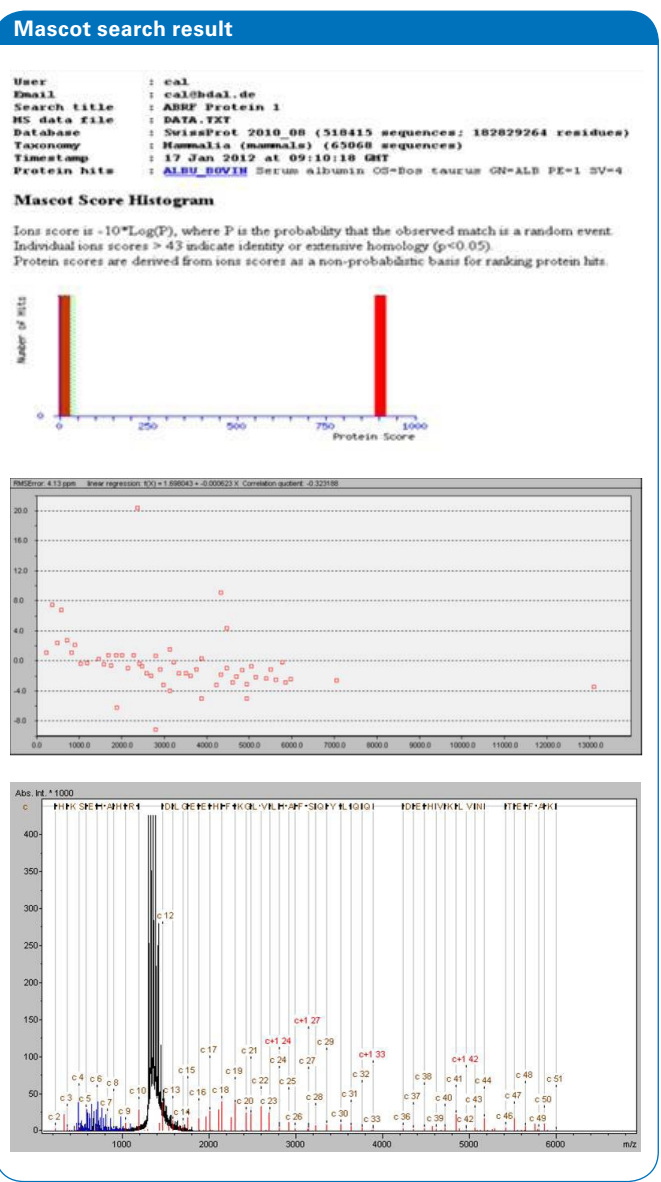 Mascot search result
User : cal
Email : cal@bdal.de
Search title : ABRF Protein 1
MS data file : DATA.TXT
Database : SwissProt 2010_08 (518415 sequences; 182829264 residues)
Taxonomy : Mammalia (mammals) (65068 sequences)
Timestamp : 17 Jan 2012 at 09:10:18 GMT
Protein hits : ALBU_BOVIN Serum albumin OS=Bos taurus GN=ALB PE=1 SV=4
Mascot Score Histogram
Ions score is -10*Log(P), where P is the probability that the observed match is a random event.
Individual ions scores > 43 indicate identity or extensive homology (p<0.05).
Protein scores are derived from ions scores as a non-probabilistic basis for ranking protein hits.
Number of Hits
0
0 250 500 750 1000
Protein Score
RMSError: 4.13 ppm linear regression: f(X) = 1.698043 + -0.000623 X Correlation quotient: -0.323188
20.0
16.0
12.0
8.0
4.0
0.0
-4.0
-8.0
0.0 1000.0 2000.0 3000.0 4000.0 5000.0 6000.0 7000.0 8000.0 9000.0 10000.0 11000.0 12000.0 13000.0
Abs. Int. * 1000
c
400
350
300
250
200
150
100
50
0
c 12
c+1 27
c+1 24
c 29
c 17
c 21
c+1 33
c+1 42
c 24
c 27
c 15
c 19
c 32
c 4
c 6
c 8
c 22
c 25
c 38
c 41
c 44
c 48
c 51
c 3
c 10
c 13
c 16
c 18
c 31
c 37
c 40
c 47
c 5
c 7
c 20
c 23
c 28
c 43
c 50
c 2
c 9
c 14
c 26
c 30
c 33
c 36
c 39
c 42
c 46
c 49
1000 2000 3000 4000 5000 6000 m/z